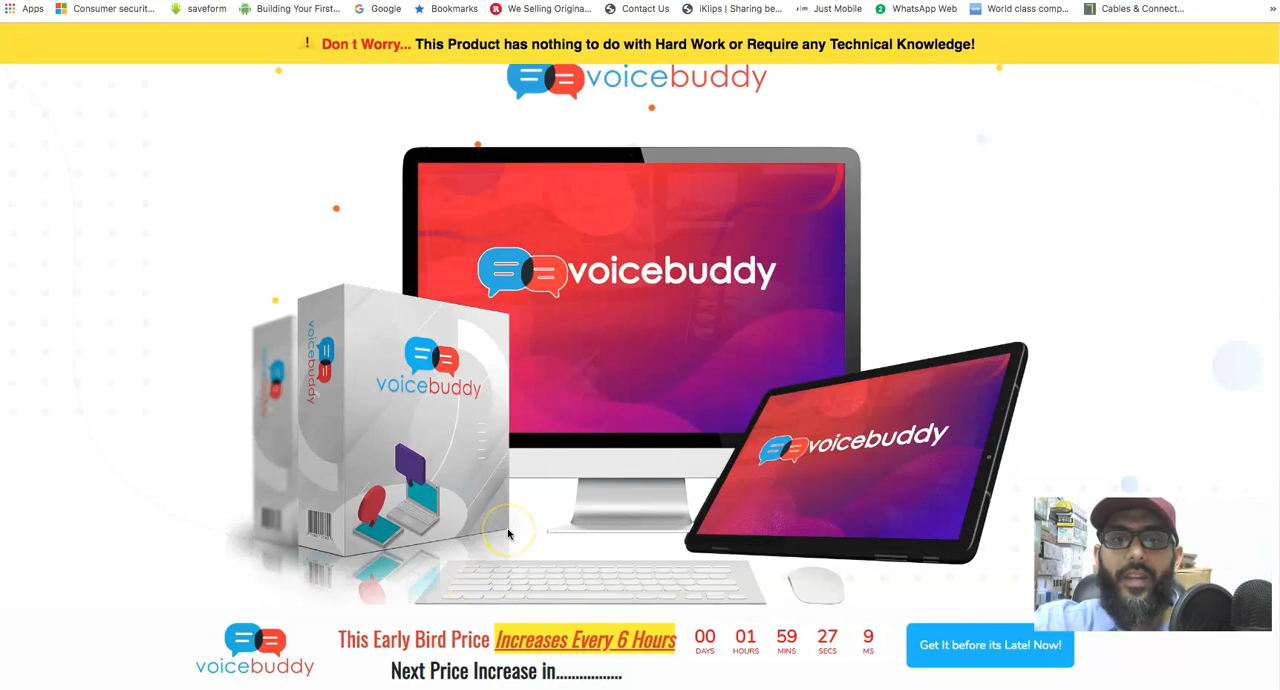 Apps Consumer securit... saveform Building Your First... Google Bookmarks We Selling Origina... Contact Us iKlips | Sharing be... Just Mobile WhatsApp Web World class comp... Cables & Connect... »
Don t Worry... This Product has nothing to do with Hard Work or Require any Technical Knowledge!
voicebuddy
voicebuddy
voicebuddy
voicebuddy
voicebuddy
voicebuddy
This Early Bird Price Increases Every 6 Hours
Next Price Increase in.................
00 01 59 27 9
DAYS HOURS MINS SECS MS
Get It before its Late! Now!